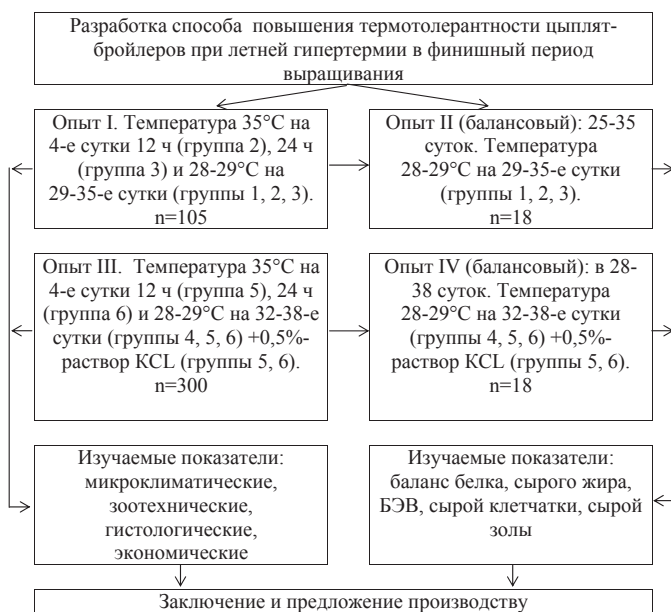 Разработка способа повышения термотолерантности цыплят-
бройлеров при летней гипертермии в финишный период
выращивания
Опыт I. Температура 35°С на
4-е сутки 12 ч (группа 2), 24 ч
(группа 3) и 28-29°С на
29-35-е сутки (группы 1, 2, 3).
n=105
Опыт II (балансовый): 25-35
суток. Температура
28-29°С на 29-35-е сутки
(группы 1, 2, 3).
n=18
Опыт III. Температура 35°С на
4-е сутки 12 ч (группа 5), 24 ч
(группа 6) и 28-29°С на 32-38-е
сутки (группы 4, 5, 6) +0,5%-
раствор KCL (группы 5, 6).
n=300
Опыт IV (балансовый): в 28-
38 суток. Температура
28-29°С на 32-38-е сутки
(группы 4, 5, 6) +0,5%-
раствор KCL (группы 5, 6).
n=18
Изучаемые показатели:
микроклиматические,
зоотехнические,
гистологические,
экономические
Изучаемые показатели:
баланс белка, сырого жира,
БЭВ, сырой клетчатки, сырой
золы
Заключение и предложение производству